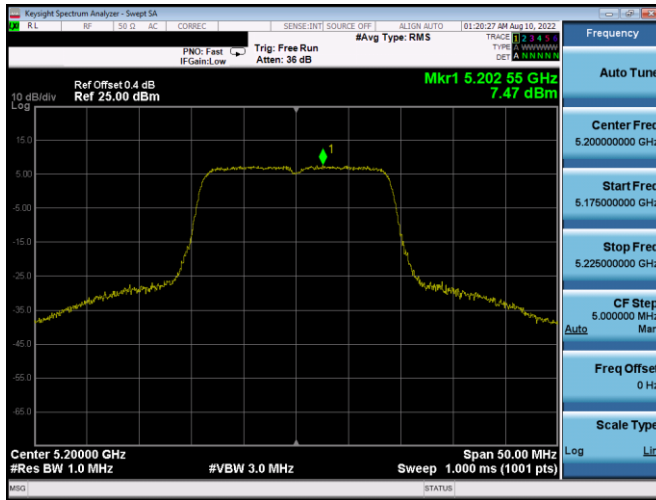 Keysight Spectrum Analyzer - Swept SA
RL RF 50 Ω AC CORREC SENSE:INT SOURCE OFF ALIGN AUTO 01:20:27 AM Aug 10, 2022
#Avg Type: RMS
TRACE 1 2 3 4 5 6
TYPE A WWWWW
DET A N N N N N
PNO: Fast
IFGain:Low
Trig: Free Run
Atten: 36 dB
Mkr1 5.202 55 GHz
7.47 dBm
Ref Offset 0.4 dB
Ref 25.00 dBm
10 dB/div
Log
15.0
5.00
-5.00
-15.0
-25.0
-35.0
-45.0
-55.0
-65.0
1
Center 5.20000 GHz
Span 50.00 MHz
#Res BW 1.0 MHz
#VBW 3.0 MHz
Sweep 1.000 ms (1001 pts)
MSG
STATUS
Frequency
Auto Tune
Center Freq
5.200000000 GHz
Start Freq
5.175000000 GHz
Stop Freq
5.225000000 GHz
CF Step
5.000000 MHz
Auto Man
Freq Offset
0 Hz
Scale Type
Log Lin